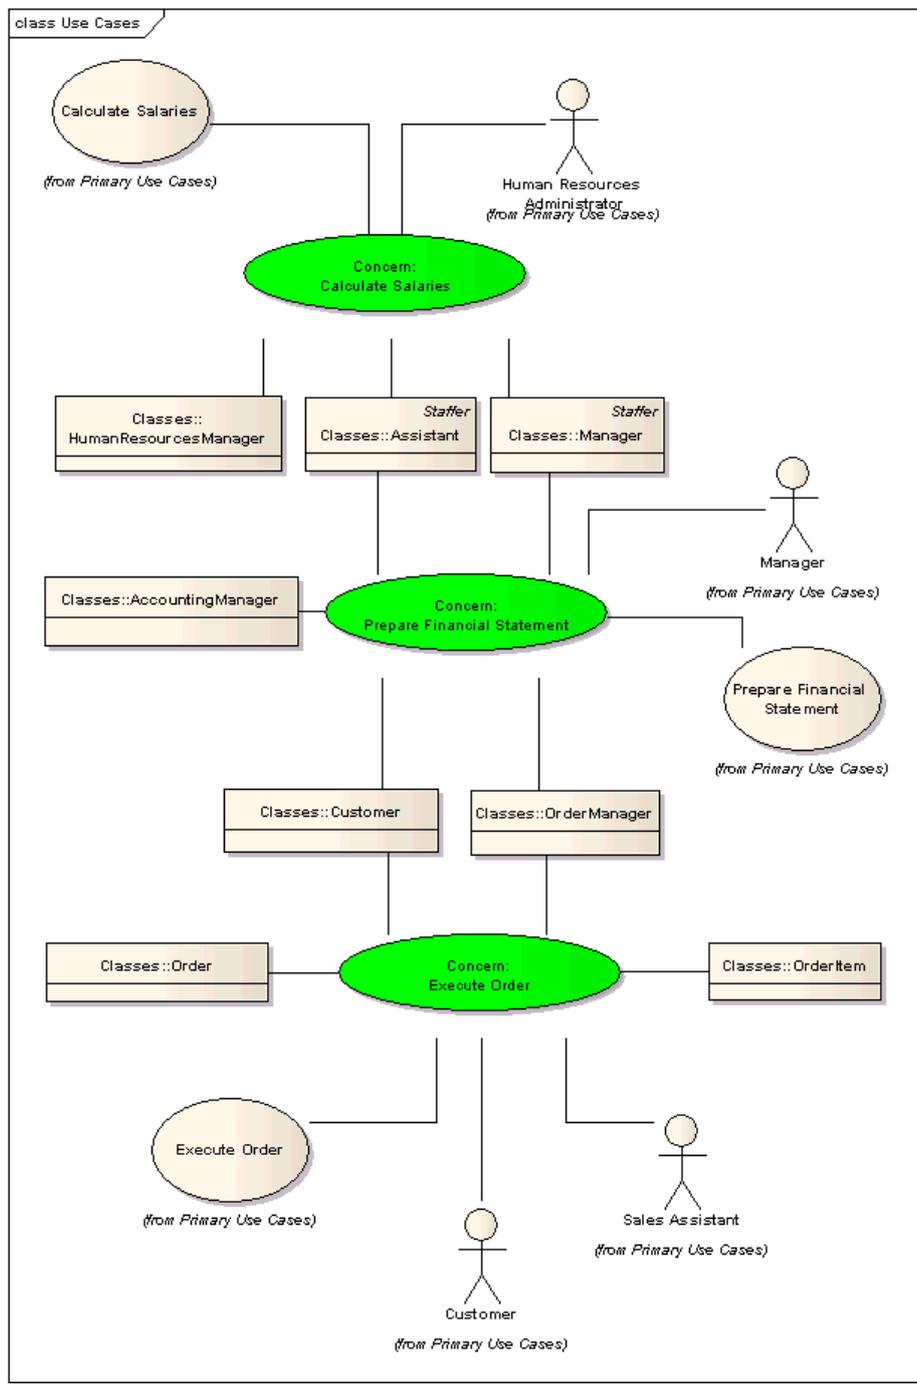 class Use Cases
Calculate Salaries
(from Primary Use Cases)
Human Resources
Administrator
(from Primary Use Cases)
Concern:
Calculate Salaries
Classes::
HumanResourcesManager
Staffer
Classes::Assistant
Staffer
Classes::Manager
Manager
(from Primary Use Cases)
Classes::AccountingManager
Concern:
Prepare Financial Statement
Prepare Financial
Statement
(from Primary Use Cases)
Classes::Customer
Classes::OrderManager
Classes::Order
Concern:
Execute Order
Classes::OrderItem
Execute Order
(from Primary Use Cases)
Sales Assistant
(from Primary Use Cases)
Customer
(from Primary Use Cases)